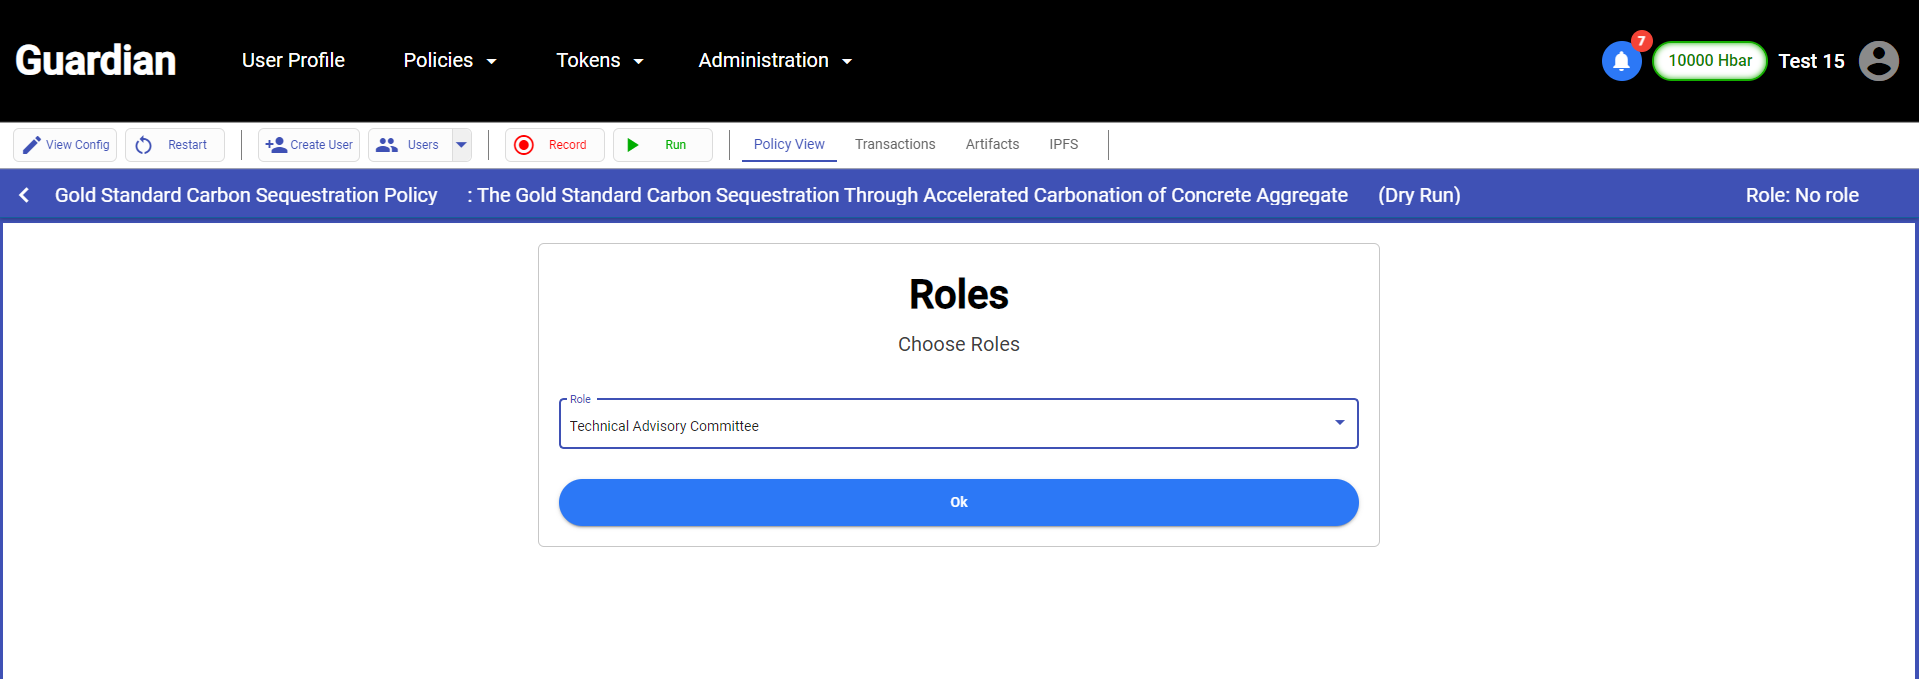 Guardian User Profile Policies Tokens Administration 7 10000 Hbar Test 15
View Config Restart Create User Users Record Run Policy View Transactions Artifacts IPFS
Gold Standard Carbon Sequestration Policy : The Gold Standard Carbon Sequestration Through Accelerated Carbonation of Concrete Aggregate (Dry Run) Role: No role
Roles
Choose Roles
Role
Technical Advisory Committee
Ok